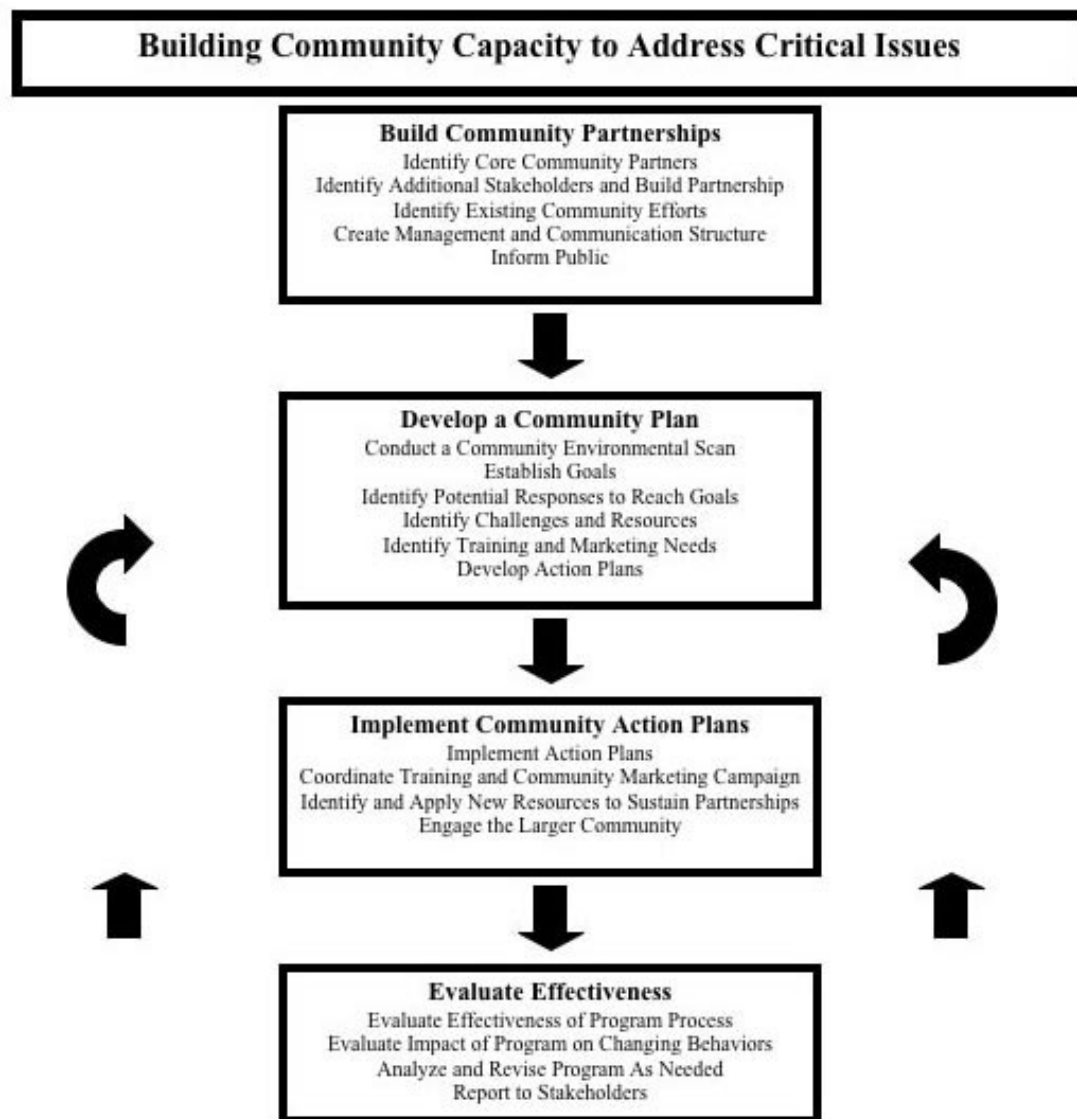 Building Community Capacity to Address Critical Issues
Build Community Partnerships
Identify Core Community Partners
Identify Additional Stakeholders and Build Partnership
Identify Existing Community Efforts
Create Management and Communication Structure
Inform Public
Develop a Community Plan
Conduct a Community Environmental Scan
Establish Goals
Identify Potential Responses to Reach Goals
Identify Challenges and Resources
Identify Training and Marketing Needs
Develop Action Plans
Implement Community Action Plans
Implement Action Plans
Coordinate Training and Community Marketing Campaign
Identify and Apply New Resources to Sustain Partnerships
Engage the Larger Community
Evaluate Effectiveness
Evaluate Effectiveness of Program Process
Evaluate Impact of Program on Changing Behaviors
Analyze and Revise Program As Needed
Report to Stakeholders